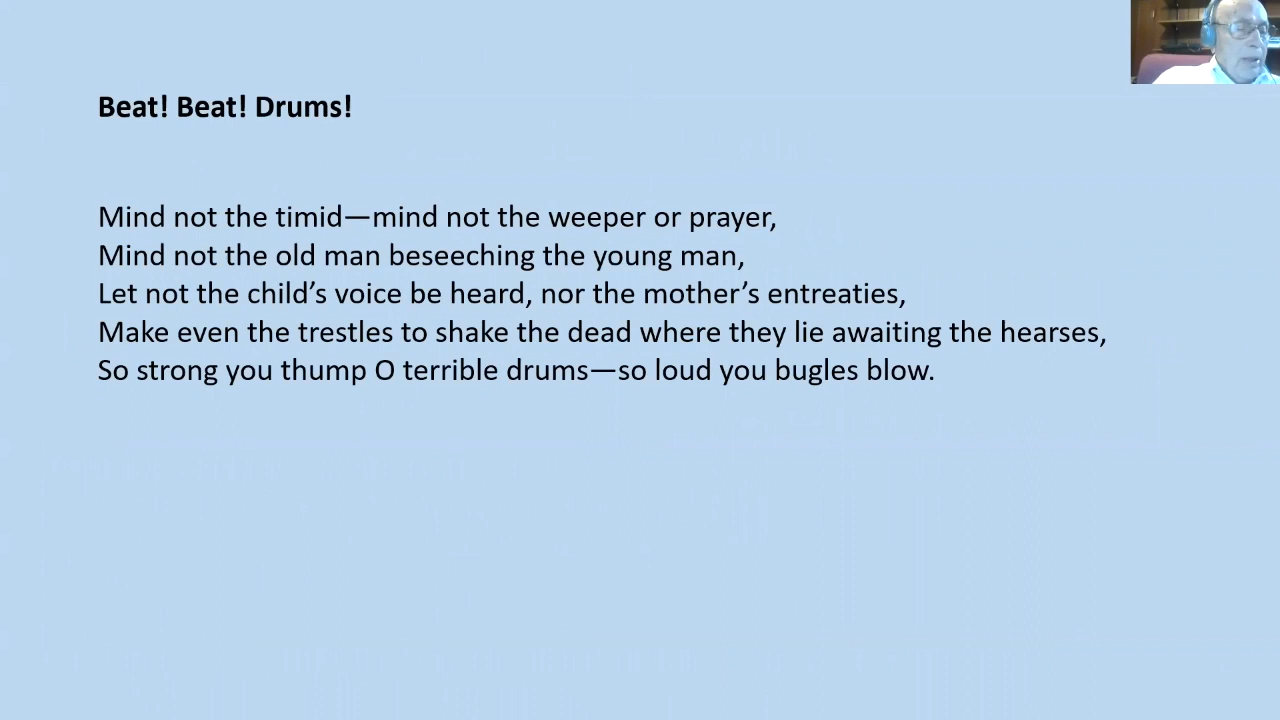 Beat! Beat! Drums!
Mind not the timid—mind not the weeper or prayer,
Mind not the old man beseeching the young man,
Let not the child’s voice be heard, nor the mother’s entreaties,
Make even the trestles to shake the dead where they lie awaiting the hearses,
So strong you thump O terrible drums—so loud you bugles blow.